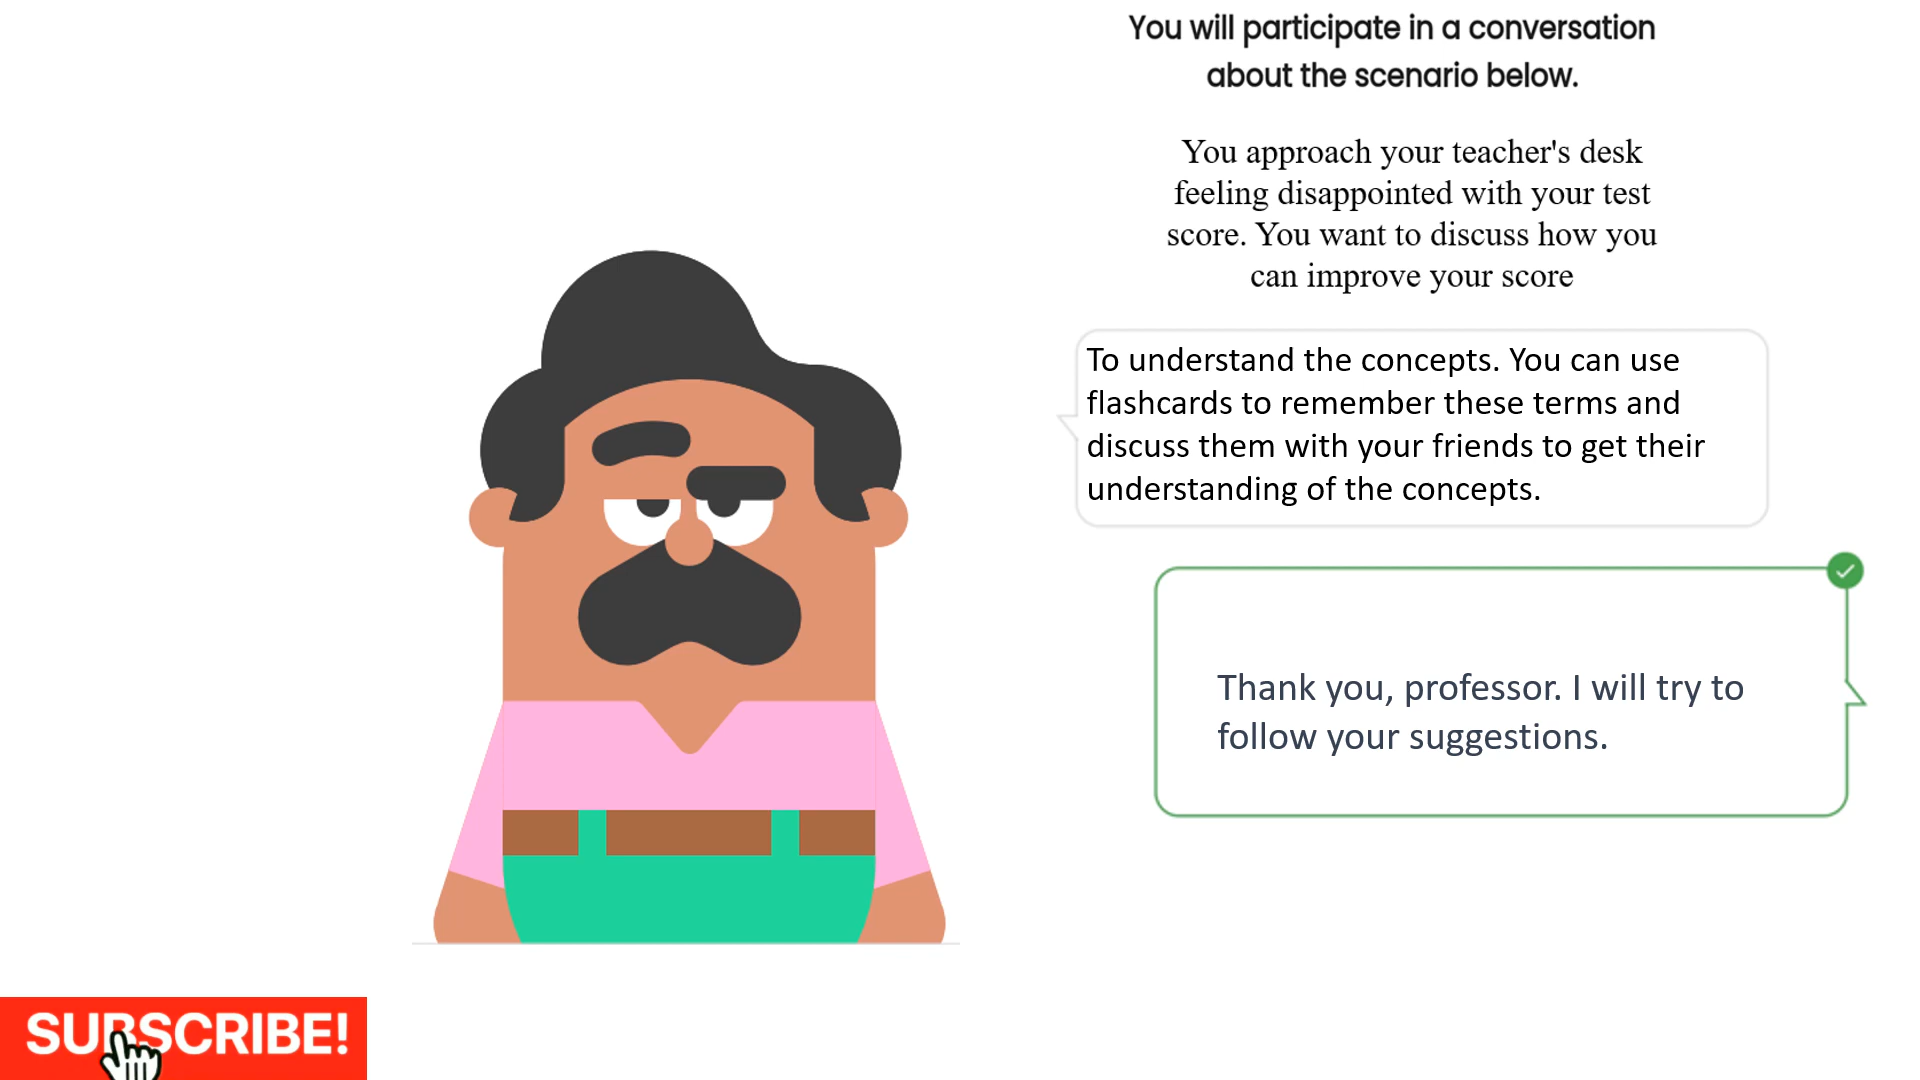 You will participate in a conversation
about the scenario below.
You approach your teacher's desk
feeling disappointed with your test
score. You want to discuss how you
can improve your score
To understand the concepts. You can use
flashcards to remember these terms and
discuss them with your friends to get their
understanding of the concepts.
Thank you, professor. I will try to
follow your suggestions.
SUBSCRIBE!